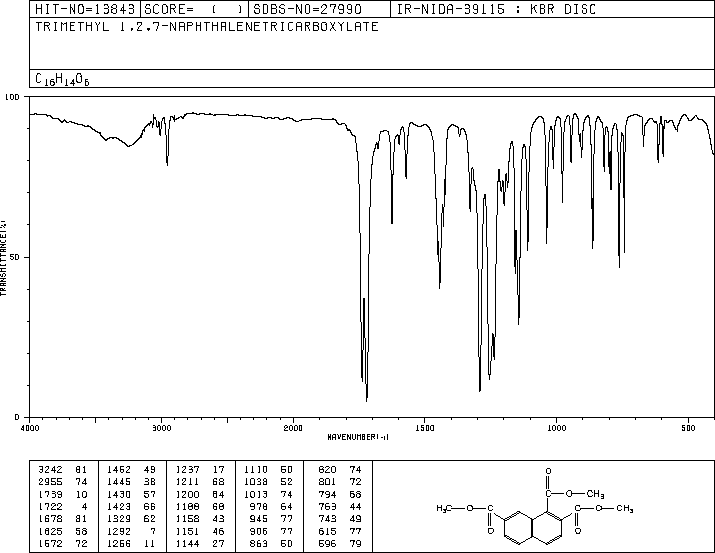 HIT-NO=13843 SCORE= ( ) SDBS-NO=27990 IR-NIDA-39115 : KBR DISC
TRIMETHYL 1,2,7-NAPHTHALENETRICARBOXYLATE
C16H14O6
100
50
0
TRANSMITTANCE(%)
4000 3000 2000 1500 1000 500
WAVENUMBER(-1)
3242 81 1462 49 1237 17 1110 50 820 74
2955 74 1445 38 1211 68 1038 52 801 72
1739 10 1430 57 1200 64 1013 74 794 68
1722 4 1423 66 1188 68 978 64 763 44
1678 81 1329 62 1158 43 945 77 743 49
1625 58 1292 7 1151 46 906 77 615 77
1572 72 1256 11 1144 27 863 50 596 79
O
C—O—CH3
H3C—O—C
C—O—CH3
O
O